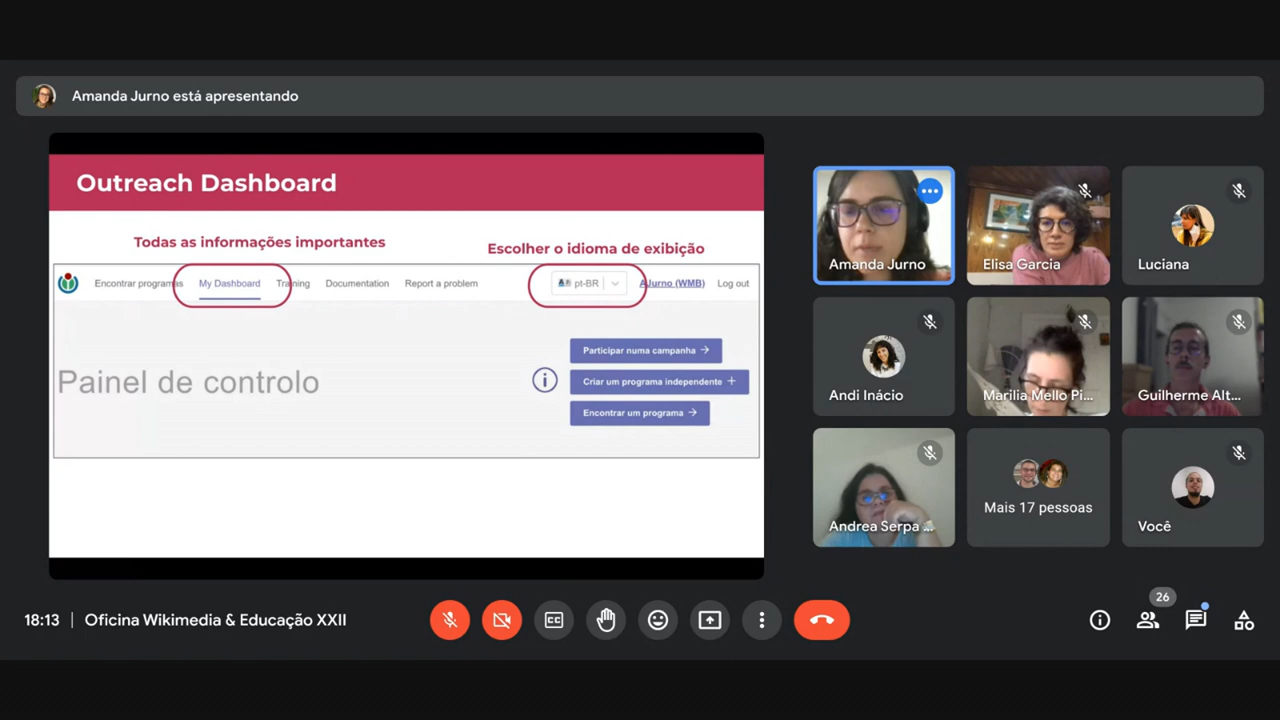 Amanda Jurno está apresentando
Outreach Dashboard
Todas as informações importantes
Escolher o idioma de exibição
Encontrar programas My Dashboard Training Documentation Report a problem pt-BR AJurno (WMB) Log out
Painel de controlo
Participar numa campanha →
Criar um programa independente +
Encontrar um programa →
Amanda Jurno
Elisa Garcia
Luciana
Andi Inácio
Marilia Mello Pi...
Guilherme Alt...
Andrea Serpa
Mais 17 pessoas
Você
18:13 | Oficina Wikimedia & Educação XXII
CC
26